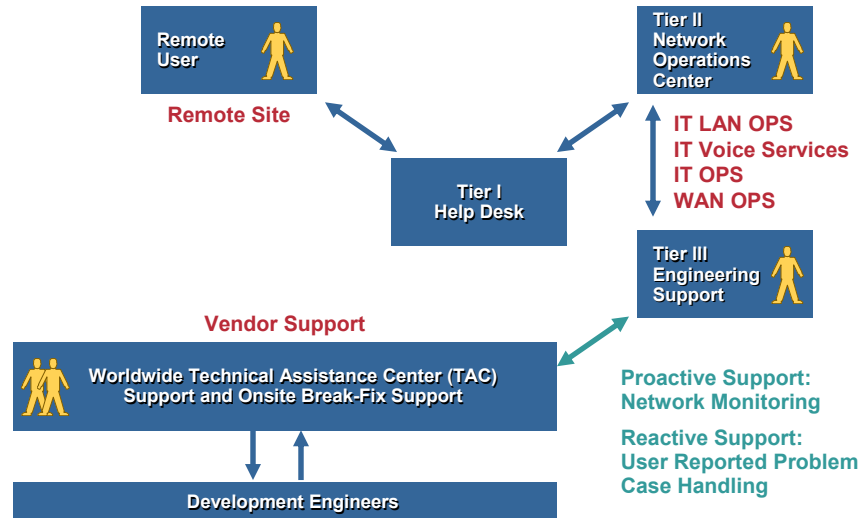 Remote
User
Remote Site
Tier II
Network
Operations
Center
IT LAN OPS
IT Voice Services
IT OPS
WAN OPS
Tier I
Help Desk
Tier III
Engineering
Support
Vendor Support
Worldwide Technical Assistance Center (TAC)
Support and Onsite Break-Fix Support
Proactive Support:
Network Monitoring
Reactive Support:
User Reported Problem
Case Handling
Development Engineers